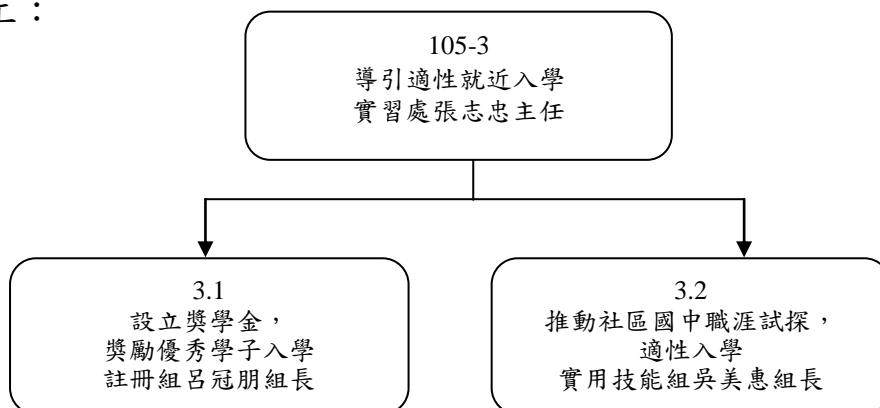 105-3
導引適性就近入學
實習處張志忠主任
3.1
設立獎學金，
獎勵優秀學子入學
註冊組呂冠朋組長
3.2
推動社區國中職涯試探，
適性入學
實用技能組吳美惠組長